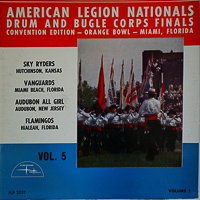 AMERICAN LEGION NATIONALS
DRUM AND BUGLE CORPS FINALS
CONVENTION EDITION — ORANGE BOWL — MIAMI, FLORIDA
SKY RYDERS
HUTCHINSON, KANSAS
VANGUARDS
MIAMI BEACH, FLORIDA
AUDUBON ALL GIRL
AUDUBON, NEW JERSEY
FLAMINGOS
HIALEAH, FLORIDA
VOL. 5
VOLUME 5